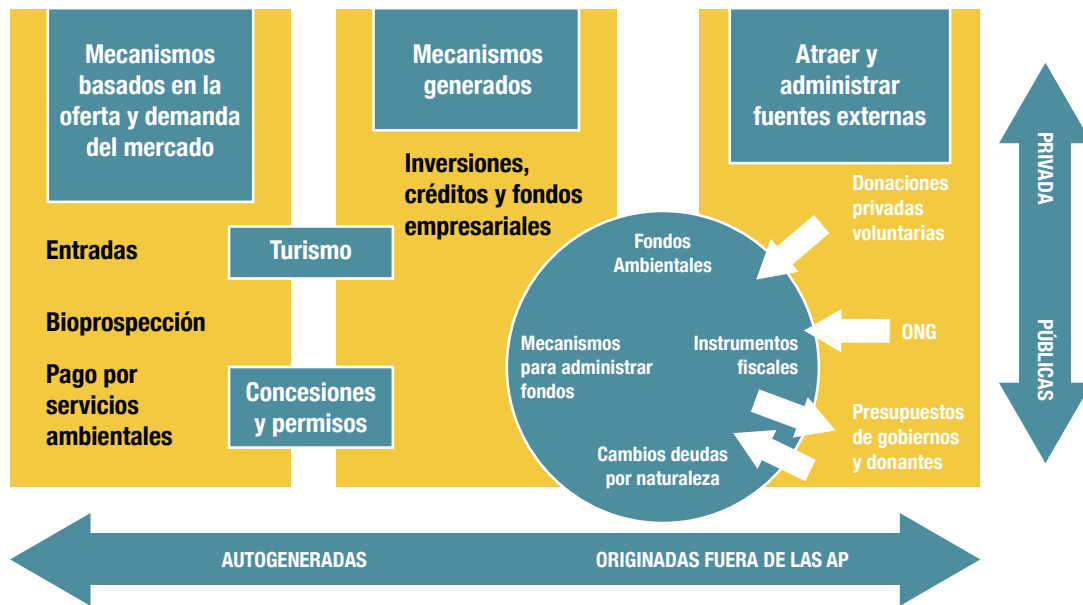 Mecanismos
basados en la
oferta y demanda
del mercado
Entradas
Turismo
Bioprospección
Pago por
servicios
ambientales
Concesiones
y permisos
Mecanismos
generados
Inversiones,
créditos y fondos
empresariales
Atraer y
administrar
fuentes externas
Donaciones
privadas
voluntarias
Fondos
Ambientales
Mecanismos
para administrar
fondos
Instrumentos
fiscales
ONG
Cambios deudas
por naturaleza
Presupuestos
de gobiernos
y donantes
PRIVADA
PÚBLICAS
AUTOGENERADAS
ORIGINADAS FUERA DE LAS AP